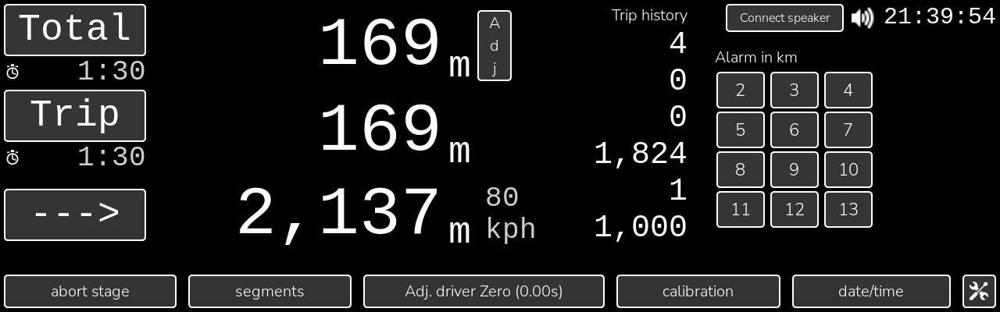 Total
169 m
A
d
j
1:30
Trip
169 m
1:30
--->
2,137 m
80
kph
Trip history
4
0
0
1,824
1
1,000
Connect speaker
21:39:54
Alarm in km
2 3 4
5 6 7
8 9 10
11 12 13
abort stage
segments
Adj. driver Zero (0.00s)
calibration
date/time